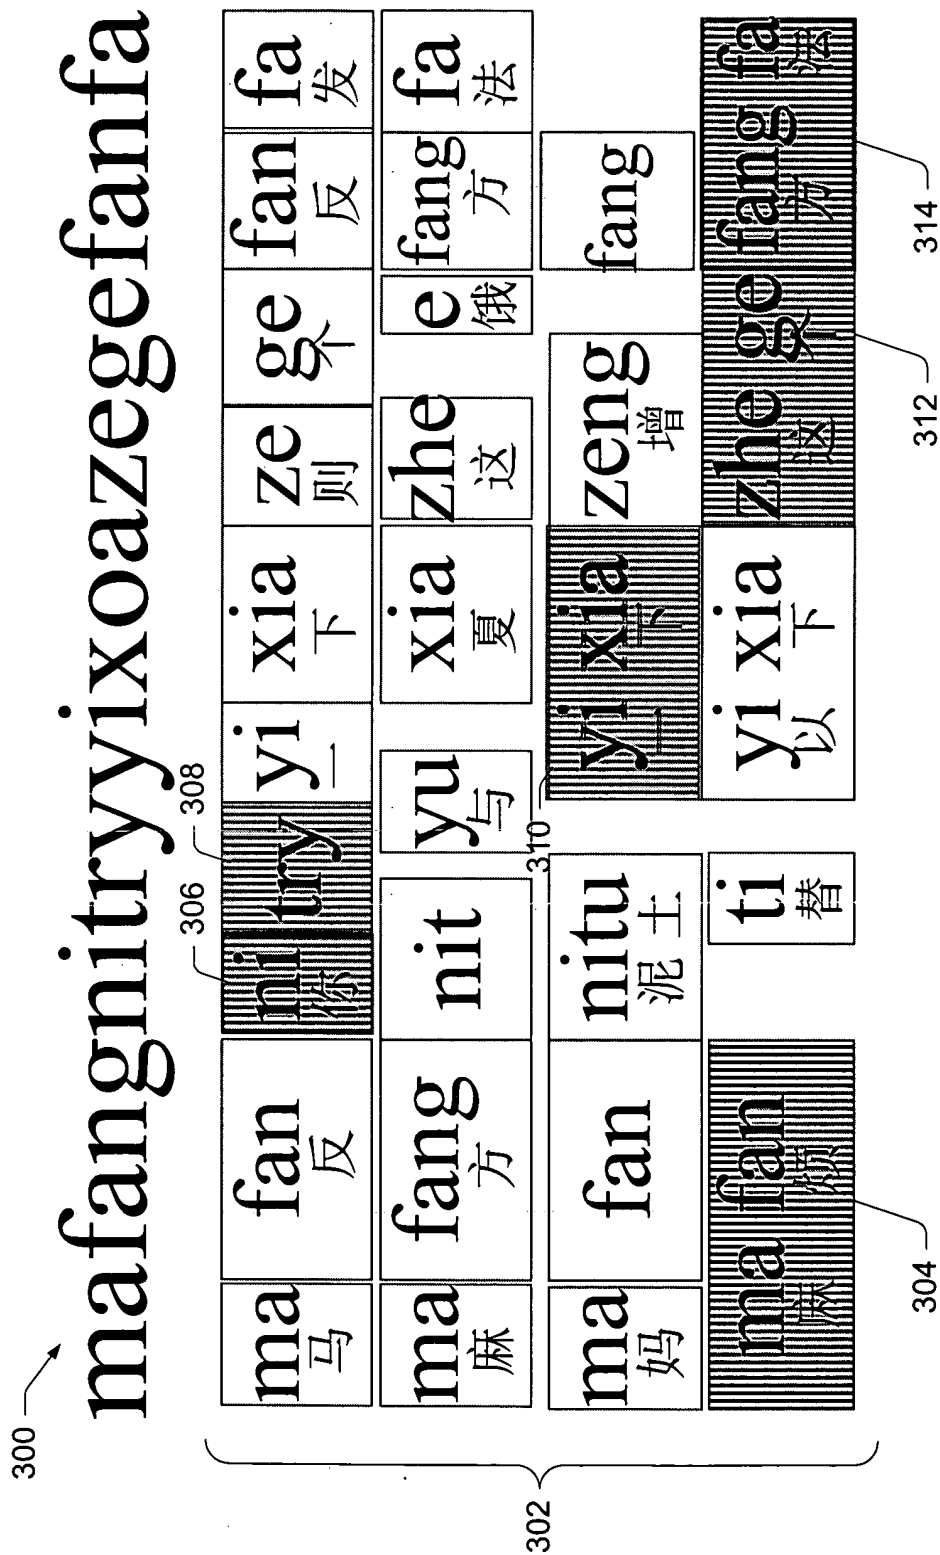 300
mafangnitryyixoazegefanfa
306 308
ma fan ni try yi xia ze ge fan fa
马 反 你 一 下 则 个 反 发
302
ma fang nit yu xia zhe e fang fa
麻 方 与 夏 这 饿 方 法
310
ma fan nitu yi xia zeng fang
妈 泥 土 一 下 增
ma fan ti yi xia zhe ge fang fa
麻 烦 替 以 下 这 个 方 法
304 312 314